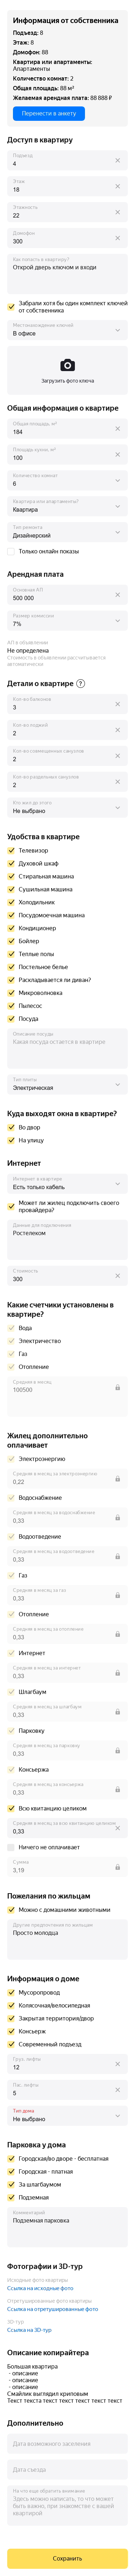 Информация от собственника
Подъезд: 8
Этаж: 8
Домофон: 88
Квартира или апартаменты:
Апартаменты
Количество комнат: 2
Общая площадь: 88 м²
Желаемая арендная плата: 88 888 ₽
Перенести в анкету
Доступ в квартиру
Подъезд
4
Этаж
18
Этажность
22
Домофон
300
Как попасть в квартиру?
Открой дверь ключом и входи
Забрали хотя бы один комплект ключей
от собственника
Местонахождение ключей
В офисе
Загрузить фото ключа
Общая информация о квартире
Общая площадь, м²
184
Площадь кухни, м²
100
Количество комнат
6
Квартира или апартаменты?
Квартира
Тип ремонта
Дизайнерский
Только онлайн показы
Арендная плата
Основная АП
500 000
Размер комиссии
7%
АП в объявлении
Не определена
Стоимость в объявлении рассчитывается
автоматически
Детали о квартире ?
Кол-во балконов
3
Кол-во лоджий
2
Кол-во совмещенных санузлов
2
Кол-во раздельных санузлов
2
Кто жил до этого
Не выбрано
Удобства в квартире
Телевизор
Духовой шкаф
Стиральная машина
Сушильная машина
Холодильник
Посудомоечная машина
Кондиционер
Бойлер
Теплые полы
Постельное белье
Раскладывается ли диван?
Микроволновка
Пылесос
Посуда
Описание посуды
Какая посуда остается в квартире
Тип плиты
Электрическая
Куда выходят окна в квартире?
Во двор
На улицу
Интернет
Интернет в квартире
Есть только кабель
Может ли жилец подключить своего
провайдера?
Данные для подключения
Ростелеком
Стоимость
300
Какие счетчики установлены в
квартире?
Вода
Электричество
Газ
Отопление
Средняя в месяц
100500
Жилец дополнительно
оплачивает
Электроэнергию
Средняя в месяц за электроэнергию
0,22
Водоснабжение
Средняя в месяц за водоснабжение
0,33
Водоотведение
Средняя в месяц за водоотведение
0,33
Газ
Средняя в месяц за газ
0,33
Отопление
Средняя в месяц за отопление
0,33
Интернет
Средняя в месяц за интернет
0,33
Шлагбаум
Средняя в месяц за шлагбаум
0,33
Парковку
Средняя в месяц за парковку
0,33
Консьержа
Средняя в месяц за консьержа
0,33
Всю квитанцию целиком
Средняя в месяц за всю квитанцию целиком
0,33
Ничего не оплачивает
Сумма
3,19
Пожелания по жильцам
Можно с домашними животными
Другие предпочтения по жильцам
Просто молодца
Информация о доме
Мусоропровод
Колясочная/велосипедная
Закрытая территория/двор
Консьерж
Современный подъезд
Груз. лифты
12
Пас. лифты
5
Тип дома
Не выбрано
Парковка у дома
Городская/во дворе - бесплатная
Городская - платная
За шлагбаумом
Подземная
Комментарий
Подземная парковка
Фотографии и 3D-тур
Исходные фото квартиры
Ссылка на исходные фото
Отретушированные фото квартиры
Ссылка на отретушированные фото
3D-тур
Ссылка на 3D-тур
Описание копирайтера
Большая квартира
- описание
- описание
- описание
Смайлик выглядил криповым
Текст текста текст текст текст текст текст
Дополнительно
Дата возможного заселения
Дата съезда
На что еще обратить внимание
Здесь можно написать, то что может
быть важно, при знакомстве с вашей
квартирой
Сохранить